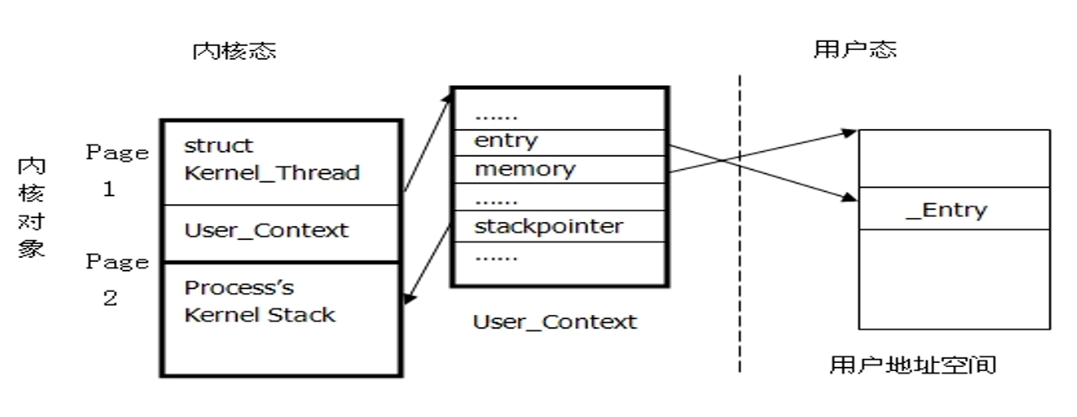 内核态
用户态
内核对象
Page 1
struct
Kernel_Thread
User_Context
Page 2
Process's
Kernel Stack
......
entry
memory
......
stackpointer
......
User_Context
_Entry
用户地址空间